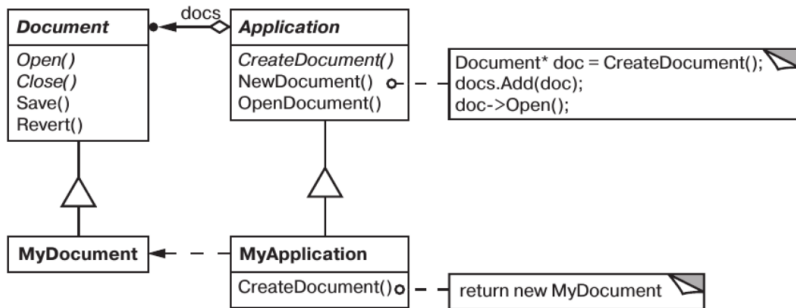 docs
Document
Open()
Close()
Save()
Revert()
Application
CreateDocument()
NewDocument()
OpenDocument()
Document* doc = CreateDocument();
docs.Add(doc);
doc->Open();
MyDocument
MyApplication
CreateDocument()
return new MyDocument